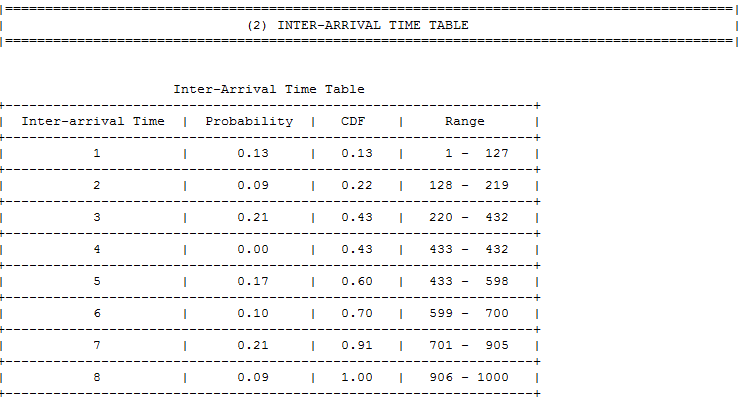 (2) INTER-ARRIVAL TIME TABLE
Inter-Arrival Time Table
Inter-arrival Time | Probability | CDF | Range
1 | 0.13 | 0.13 | 1 - 127
2 | 0.09 | 0.22 | 128 - 219
3 | 0.21 | 0.43 | 220 - 432
4 | 0.00 | 0.43 | 433 - 432
5 | 0.17 | 0.60 | 433 - 598
6 | 0.10 | 0.70 | 599 - 700
7 | 0.21 | 0.91 | 701 - 905
8 | 0.09 | 1.00 | 906 - 1000